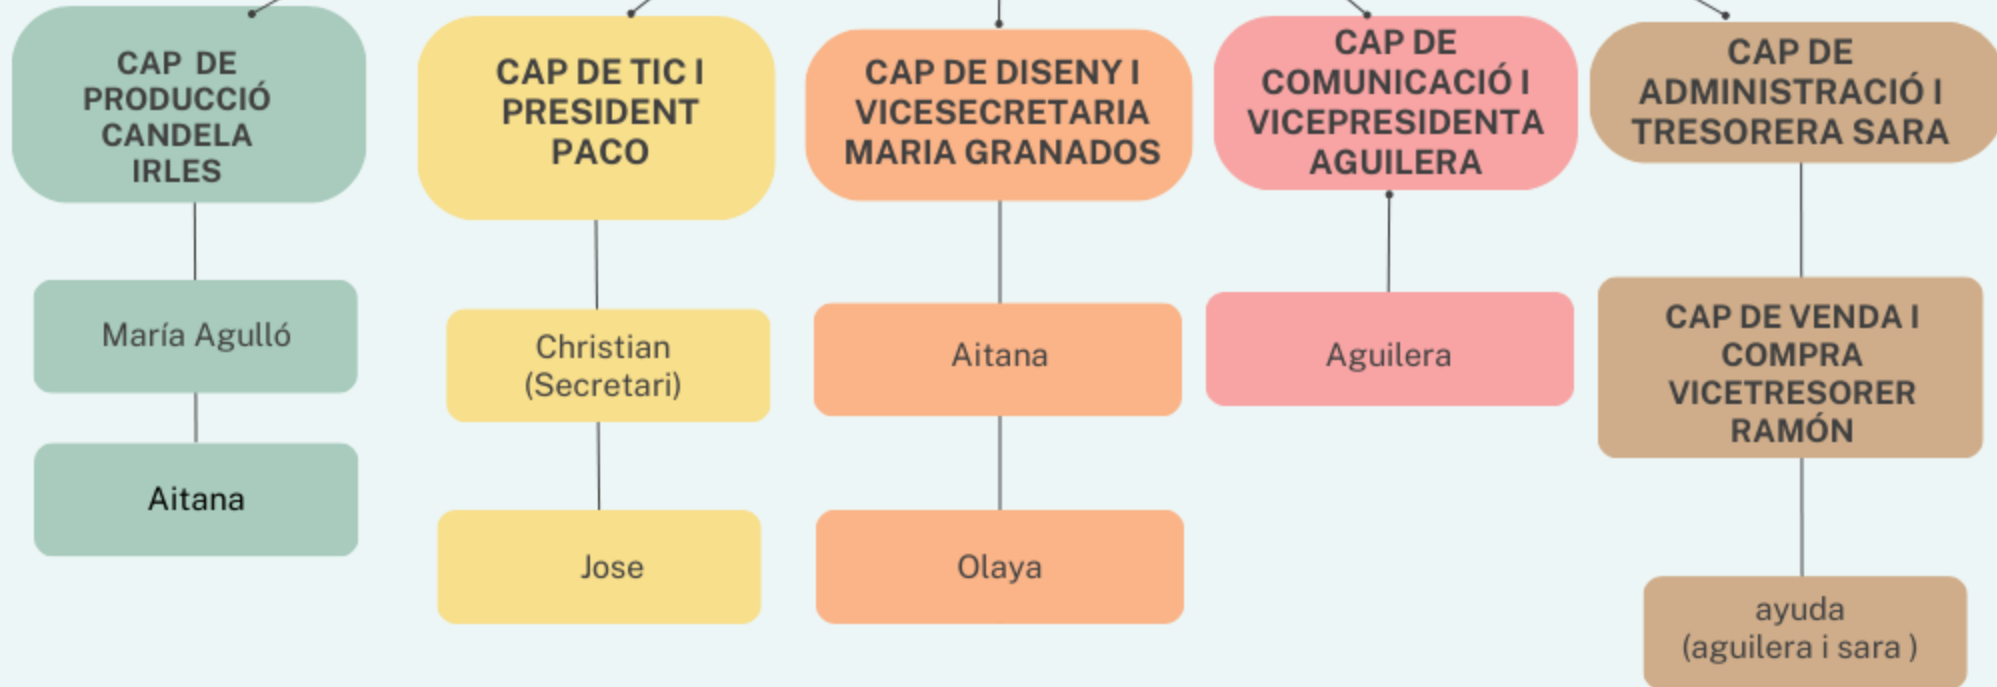 CAP DE
PRODUCCIÓ
CANDELA
IRLES
María Agulló
Aitana
CAP DE TIC I
PRESIDENT
PACO
Christian
(Secretari)
Jose
CAP DE DISENY I
VICESECRETARIA
MARIA GRANADOS
Aitana
Olaya
CAP DE
COMUNICACIÓ I
VICEPRESIDENTA
AGUILERA
Aguilera
CAP DE
ADMINISTRACIÓ I
TRESORERA SARA
CAP DE VENDA I
COMPRA
VICETRESORER
RAMÓN
ayuda
(aguilera i sara )